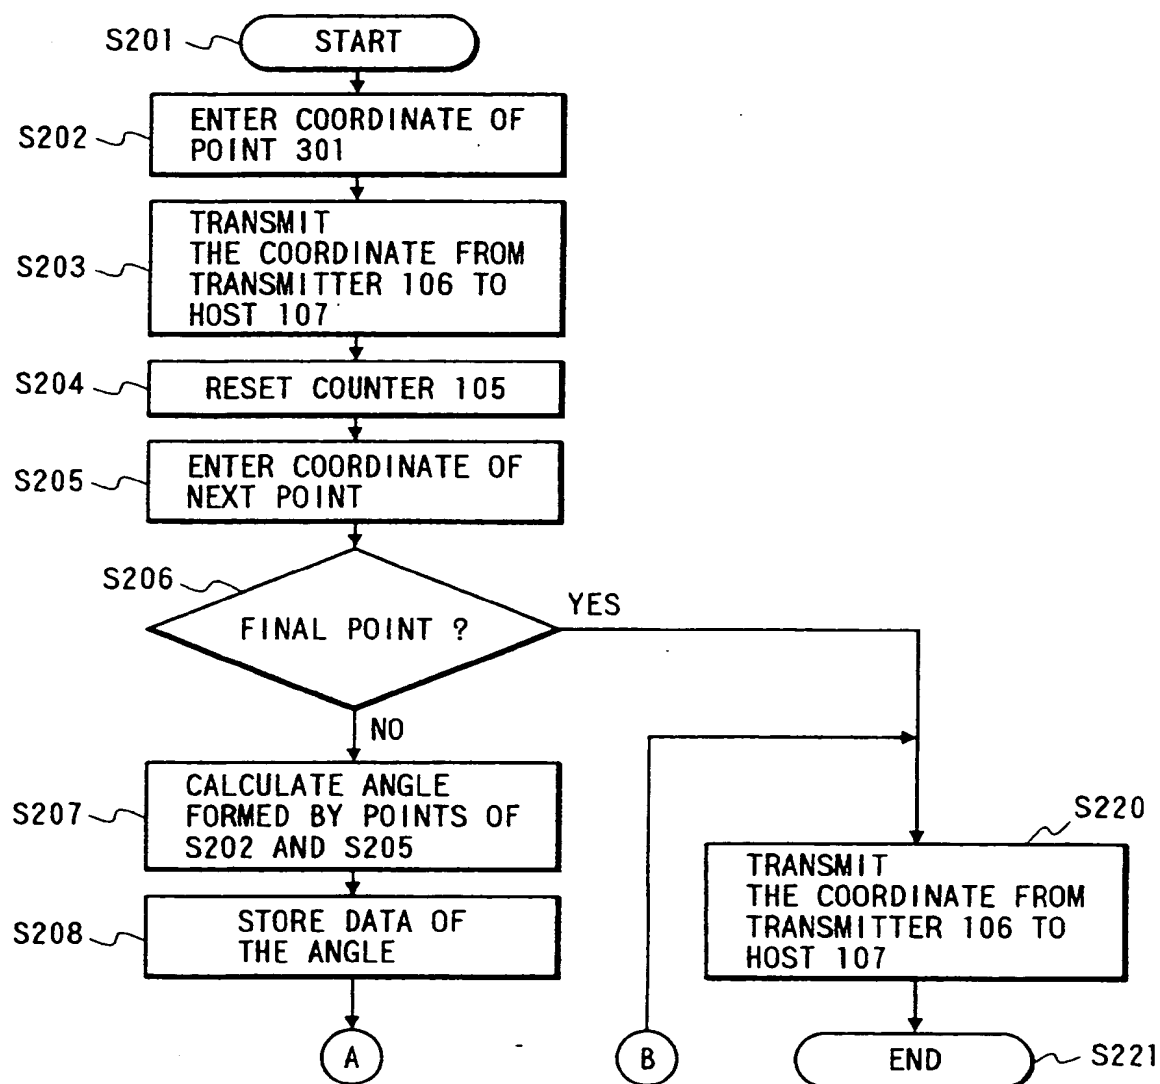 S201
START
S202
ENTER COORDINATE OF
POINT 301
S203
TRANSMIT
THE COORDINATE FROM
TRANSMITTER 106 TO
HOST 107
S204
RESET COUNTER 105
S205
ENTER COORDINATE OF
NEXT POINT
S206
FINAL POINT ?
YES
NO
S207
CALCULATE ANGLE
FORMED BY POINTS OF
S202 AND S205
S208
STORE DATA OF
THE ANGLE
A
B
S220
TRANSMIT
THE COORDINATE FROM
TRANSMITTER 106 TO
HOST 107
END
S221